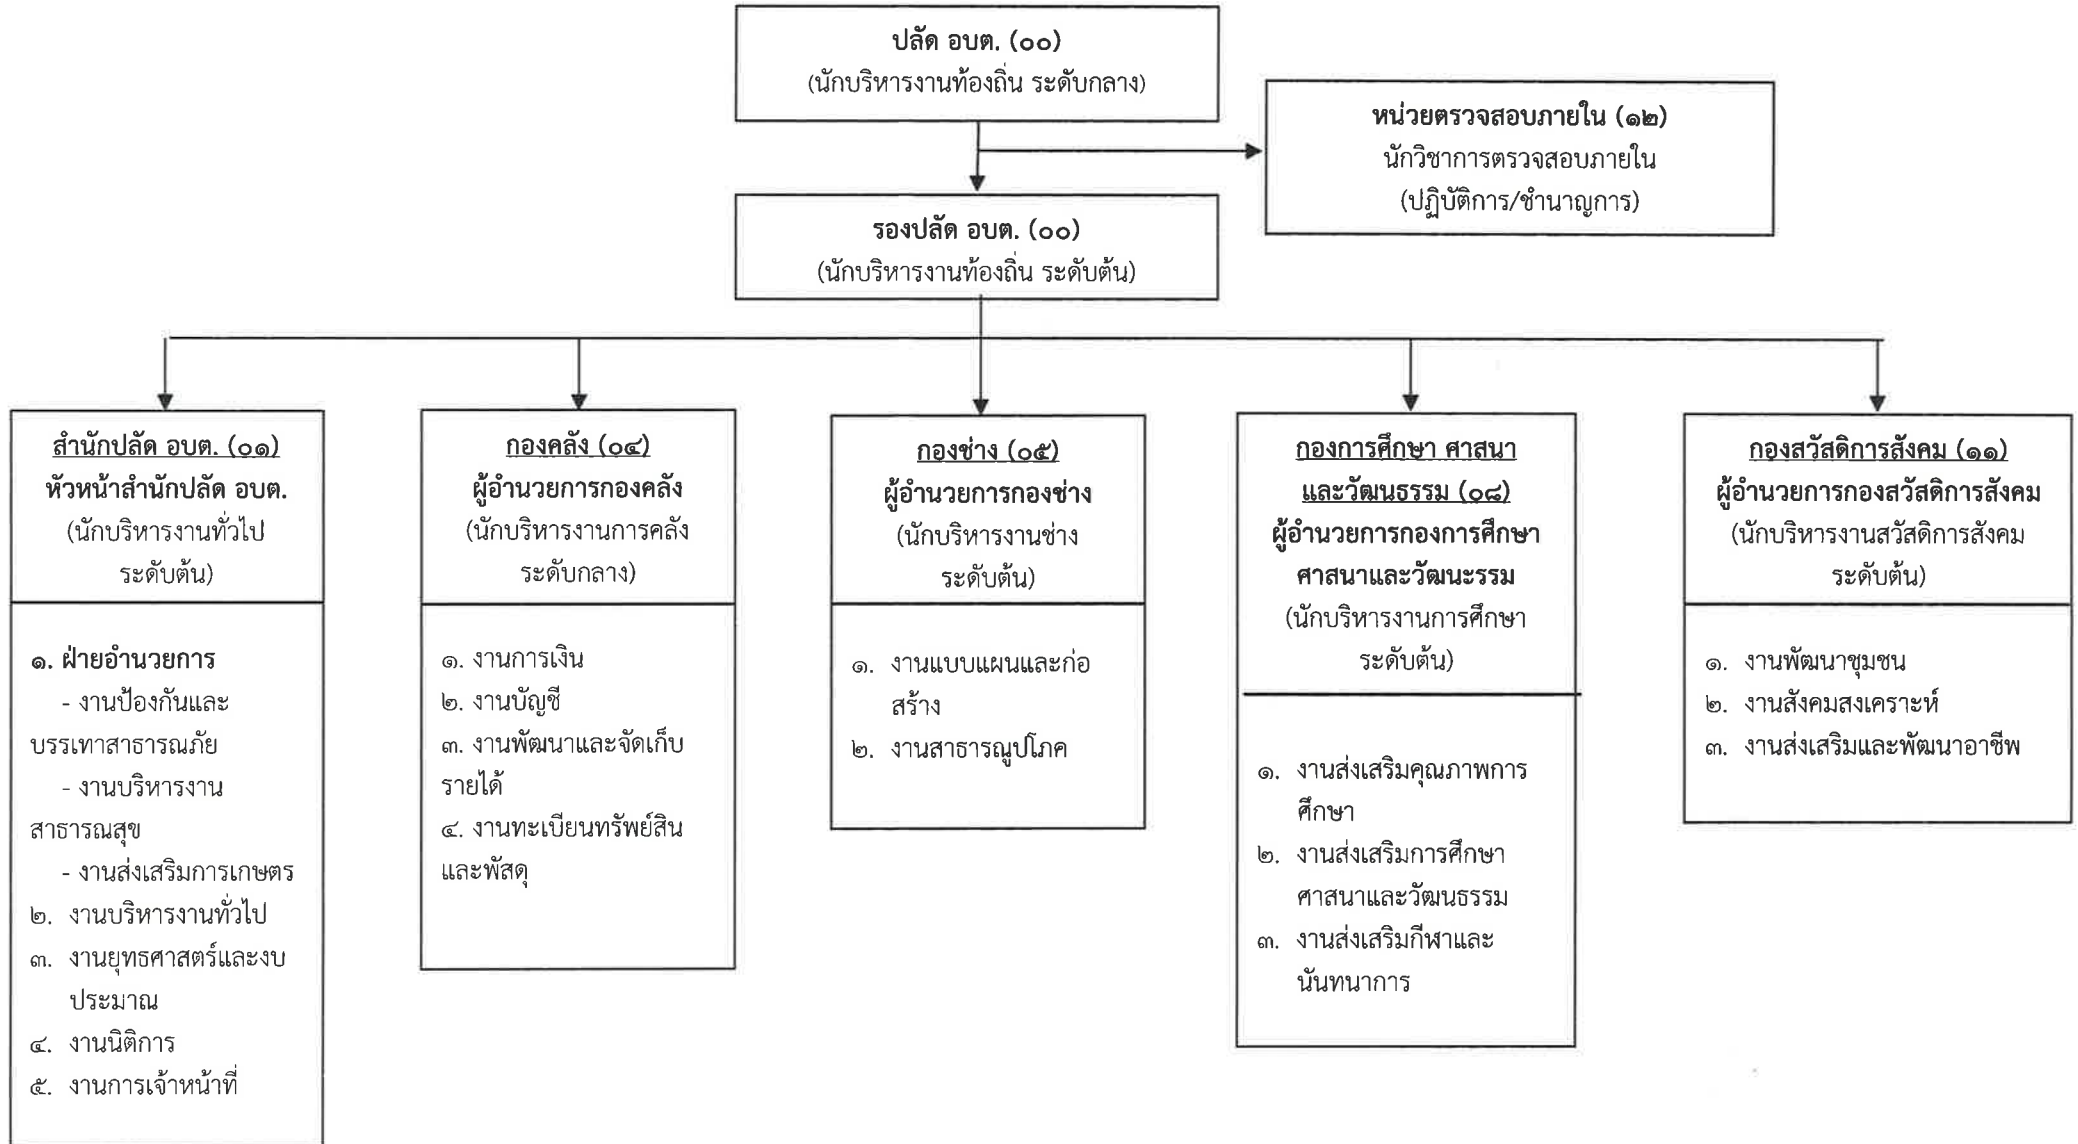 ปลัด อบต. (๐๐)
(นักบริหารงานท้องถิ่น ระดับกลาง)
หน่วยตรวจสอบภายใน (๑๒)
นักวิชาการตรวจสอบภายใน
(ปฏิบัติการ/ชำนาญการ)
รองปลัด อบต. (๐๐)
(นักบริหารงานท้องถิ่น ระดับต้น)
สำนักปลัด อบต. (๐๑)
หัวหน้าสำนักปลัด อบต.
(นักบริหารงานทั่วไป
ระดับต้น)
๑. ฝ่ายอำนวยการ
- งานป้องกันและ
บรรเทาสาธารณภัย
- งานบริหารงาน
สาธารณสุข
- งานส่งเสริมการเกษตร
๒. งานบริหารงานทั่วไป
๓. งานยุทธศาสตร์และงบ
ประมาณ
๔. งานนิติการ
๕. งานการเจ้าหน้าที่
กองคลัง (๐๔)
ผู้อำนวยการกองคลัง
(นักบริหารงานการคลัง
ระดับกลาง)
๑. งานการเงิน
๒. งานบัญชี
๓. งานพัฒนาและจัดเก็บ
รายได้
๔. งานทะเบียนทรัพย์สิน
และพัสดุ
กองช่าง (๐๕)
ผู้อำนวยการกองช่าง
(นักบริหารงานช่าง
ระดับต้น)
๑. งานแบบแผนและก่อ
สร้าง
๒. งานสาธารณูปโภค
กองการศึกษา ศาสนา
และวัฒนธรรม (๐๘)
ผู้อำนวยการกองการศึกษา
ศาสนาและวัฒนะรรม
(นักบริหารงานการศึกษา
ระดับต้น)
๑. งานส่งเสริมคุณภาพการ
ศึกษา
๒. งานส่งเสริมการศึกษา
ศาสนาและวัฒนธรรม
๓. งานส่งเสริมกีฬาและ
นันทนาการ
กองสวัสดิการสังคม (๑๑)
ผู้อำนวยการกองสวัสดิการสังคม
(นักบริหารงานสวัสดิการสังคม
ระดับต้น)
๑. งานพัฒนาชุมชน
๒. งานสังคมสงเคราะห์
๓. งานส่งเสริมและพัฒนาอาชีพ